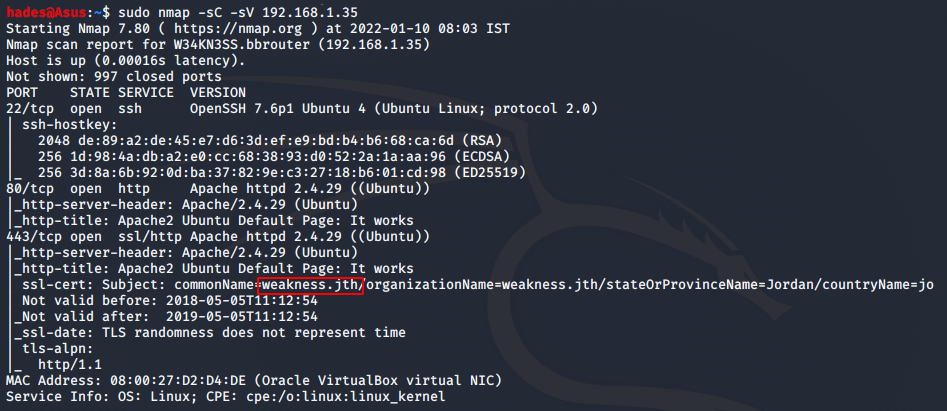 hades@Asus:~$ sudo nmap -sC -sV 192.168.1.35
Starting Nmap 7.80 ( https://nmap.org ) at 2022-01-10 08:03 IST
Nmap scan report for W34KN3SS.bbrouter (192.168.1.35)
Host is up (0.00016s latency).
Not shown: 997 closed ports
PORT    STATE SERVICE  VERSION
22/tcp  open  ssh      OpenSSH 7.6p1 Ubuntu 4 (Ubuntu Linux; protocol 2.0)
| ssh-hostkey:
|   2048 de:89:a2:de:45:e7:d6:3d:ef:e9:bd:b4:b6:68:ca:6d (RSA)
|   256 1d:98:4a:db:a2:e0:cc:68:38:93:d0:52:2a:1a:aa:96 (ECDSA)
|_  256 3d:8a:6b:92:0d:ba:37:82:9e:c3:27:18:b6:01:cd:98 (ED25519)
80/tcp  open  http     Apache httpd 2.4.29 ((Ubuntu))
|_http-server-header: Apache/2.4.29 (Ubuntu)
|_http-title: Apache2 Ubuntu Default Page: It works
443/tcp open  ssl/http Apache httpd 2.4.29 ((Ubuntu))
|_http-server-header: Apache/2.4.29 (Ubuntu)
|_http-title: Apache2 Ubuntu Default Page: It works
| ssl-cert: Subject: commonName=weakness.jth/organizationName=weakness.jth/stateOrProvinceName=Jordan/countryName=jo
| Not valid before: 2018-05-05T11:12:54
|_Not valid after:  2019-05-05T11:12:54
|_ssl-date: TLS randomness does not represent time
| tls-alpn:
|_  http/1.1
MAC Address: 08:00:27:D2:D4:DE (Oracle VirtualBox virtual NIC)
Service Info: OS: Linux; CPE: cpe:/o:linux:linux_kernel